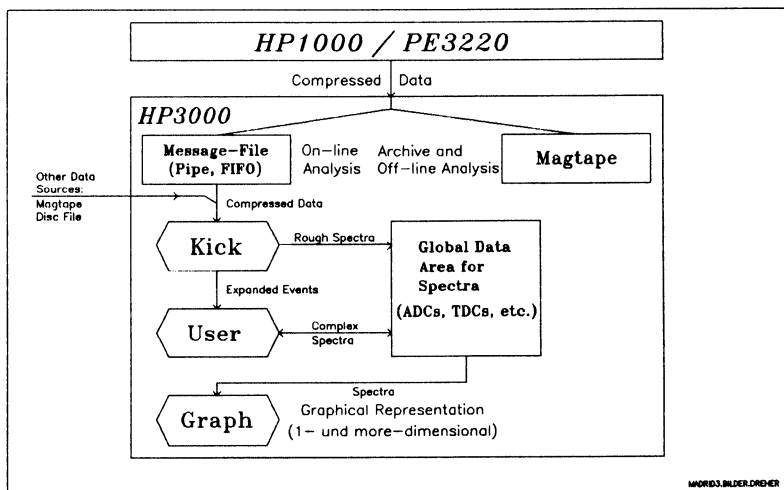 HP1000 / PE3220
Compressed Data
HP3000
Message-File
(Pipe, FIFO)
On-line
Analysis
Archive and
Off-line Analysis
Magtape
Other Data
Sources:
Magtape
Disc File
Compressed Data
Kick
Rough Spectra
Global Data
Area for
Spectra
(ADCs, TDCs, etc.)
Expanded Events
User
Complex
Spectra
Spectra
Graph
Graphical Representation
(1- und more-dimensional)
MADRID3.BILDER.DREHER